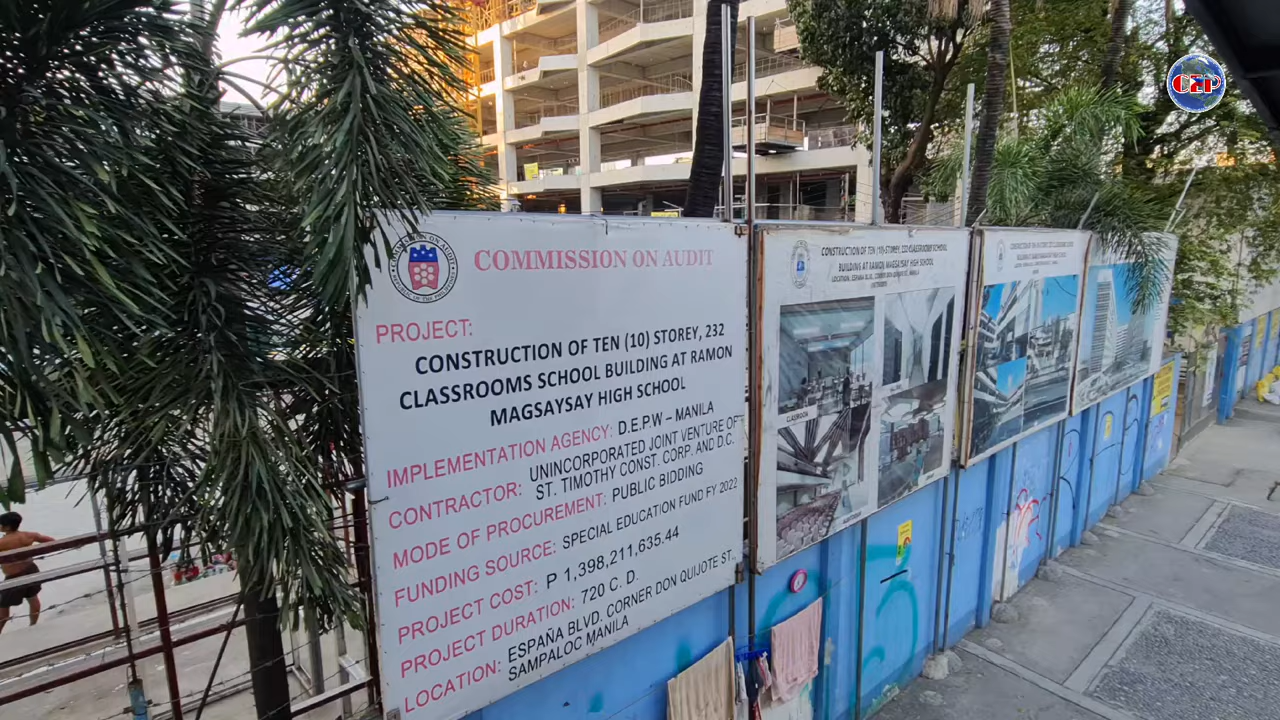 COMMISSION ON AUDIT
PROJECT:
CONSTRUCTION OF TEN (10) STOREY, 232
CLASSROOMS SCHOOL BUILDING AT RAMON
MAGSAYSAY HIGH SCHOOL
IMPLEMENTATION AGENCY: D.E.P.W – MANILA
CONTRACTOR: UNINCORPORATED JOINT VENTURE OF
ST. TIMOTHY CONST. CORP. AND D.C.
MODE OF PROCUREMENT: PUBLIC BIDDING
FUNDING SOURCE: SPECIAL EDUCATION FUND FY 2022
PROJECT COST: P 1,398,211,635.44
PROJECT DURATION: 720 C. D.
LOCATION: ESPAÑA BLVD. CORNER DON QUIJOTE ST.
SAMPALOC MANILA
CONSTRUCTION OF TEN (10)-STOREY, 232 CLASSROOMS SCHOOL
BUILDING AT RAMON MAGSAYSAY HIGH SCHOOL
CLASSROOM
CEP